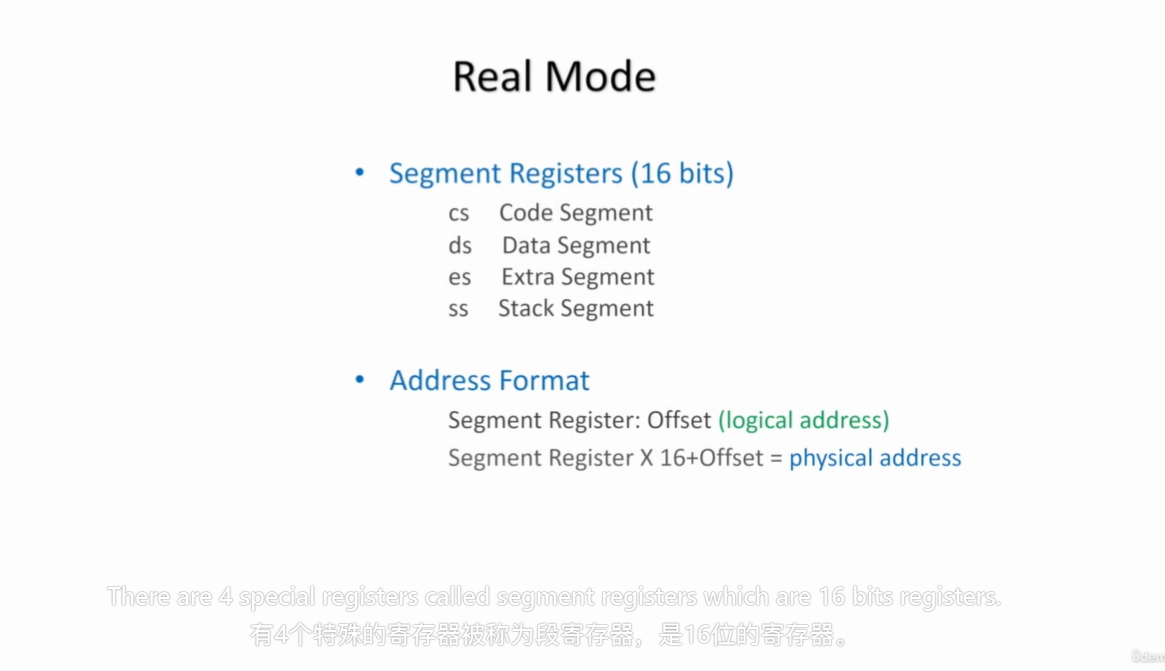 Real Mode
• Segment Registers (16 bits)
cs Code Segment
ds Data Segment
es Extra Segment
ss Stack Segment
• Address Format
Segment Register: Offset (logical address)
Segment Register X 16+Offset = physical address
There are 4 special registers called segment registers which are 16 bits registers.
有4个特殊的寄存器被称为段寄存器，是16位的寄存器。